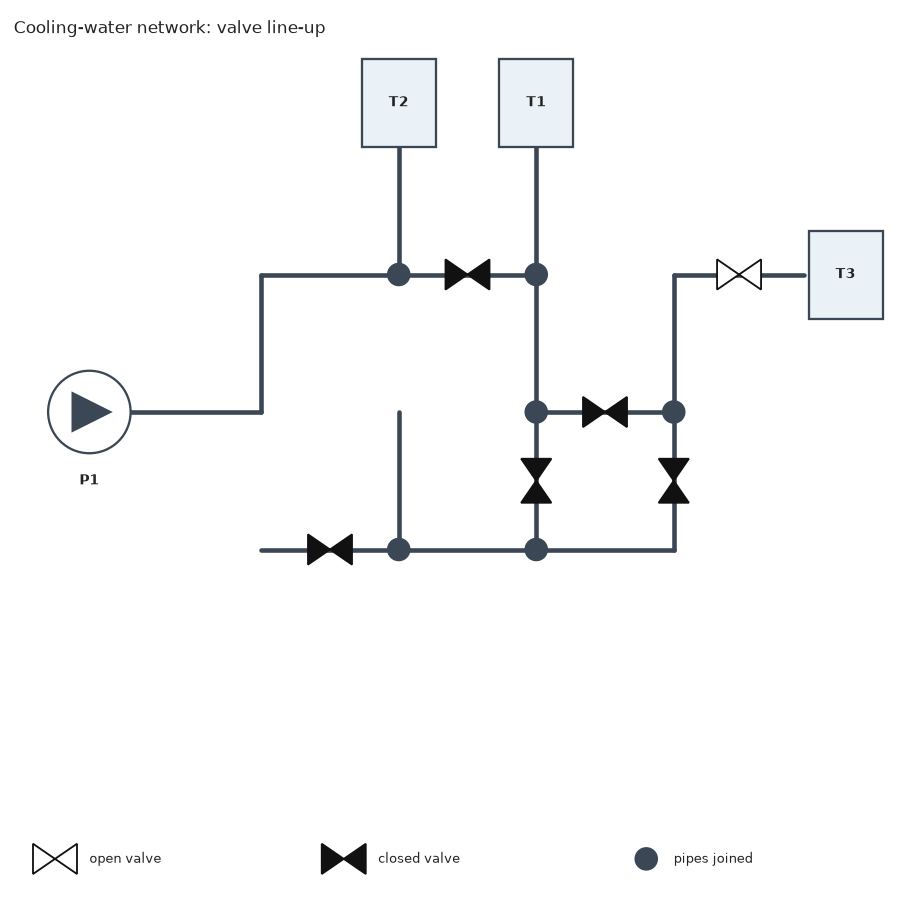 Cooling-water network: valve line-up
T2
T1
T3
P1
open valve
closed valve
pipes joined